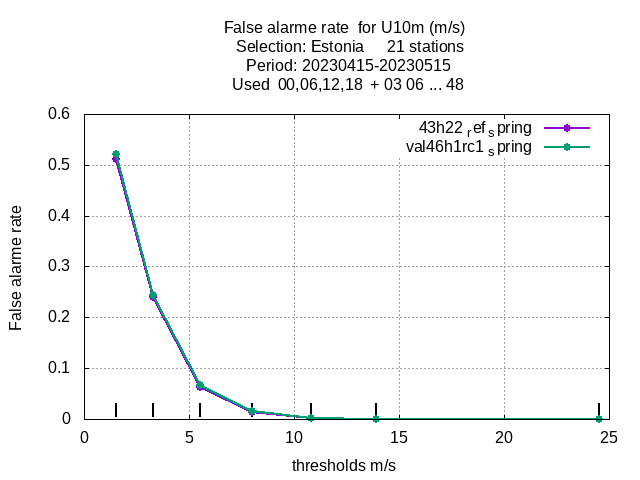 False alarme rate  for U10m (m/s)
Selection: Estonia     21 stations
Period: 20230415-20230515
Used  00,06,12,18  + 03 06 ... 48
43h22 ref spring
val46h1rc1 spring
0.6
0.5
0.4
0.3
0.2
0.1
0
False alarme rate
0 5 10 15 20 25
thresholds m/s